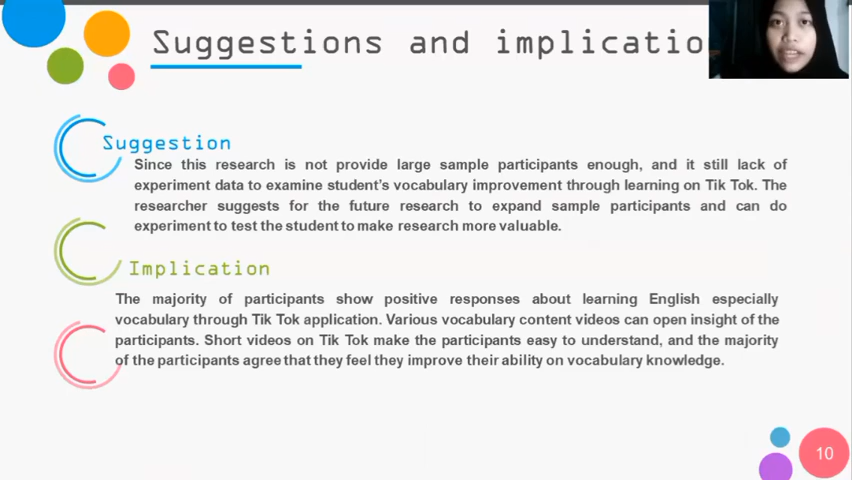 Suggestions and implicatio
Suggestion
Since this research is not provide large sample participants enough, and it still lack of
experiment data to examine student's vocabulary improvement through learning on Tik Tok. The
researcher suggests for the future research to expand sample participants and can do
experiment to test the student to make research more valuable.
Implication
The majority of participants show positive responses about learning English especially
vocabulary through Tik Tok application. Various vocabulary content videos can open insight of the
participants. Short videos on Tik Tok make the participants easy to understand, and the majority
of the participants agree that they feel they improve their ability on vocabulary knowledge.
10